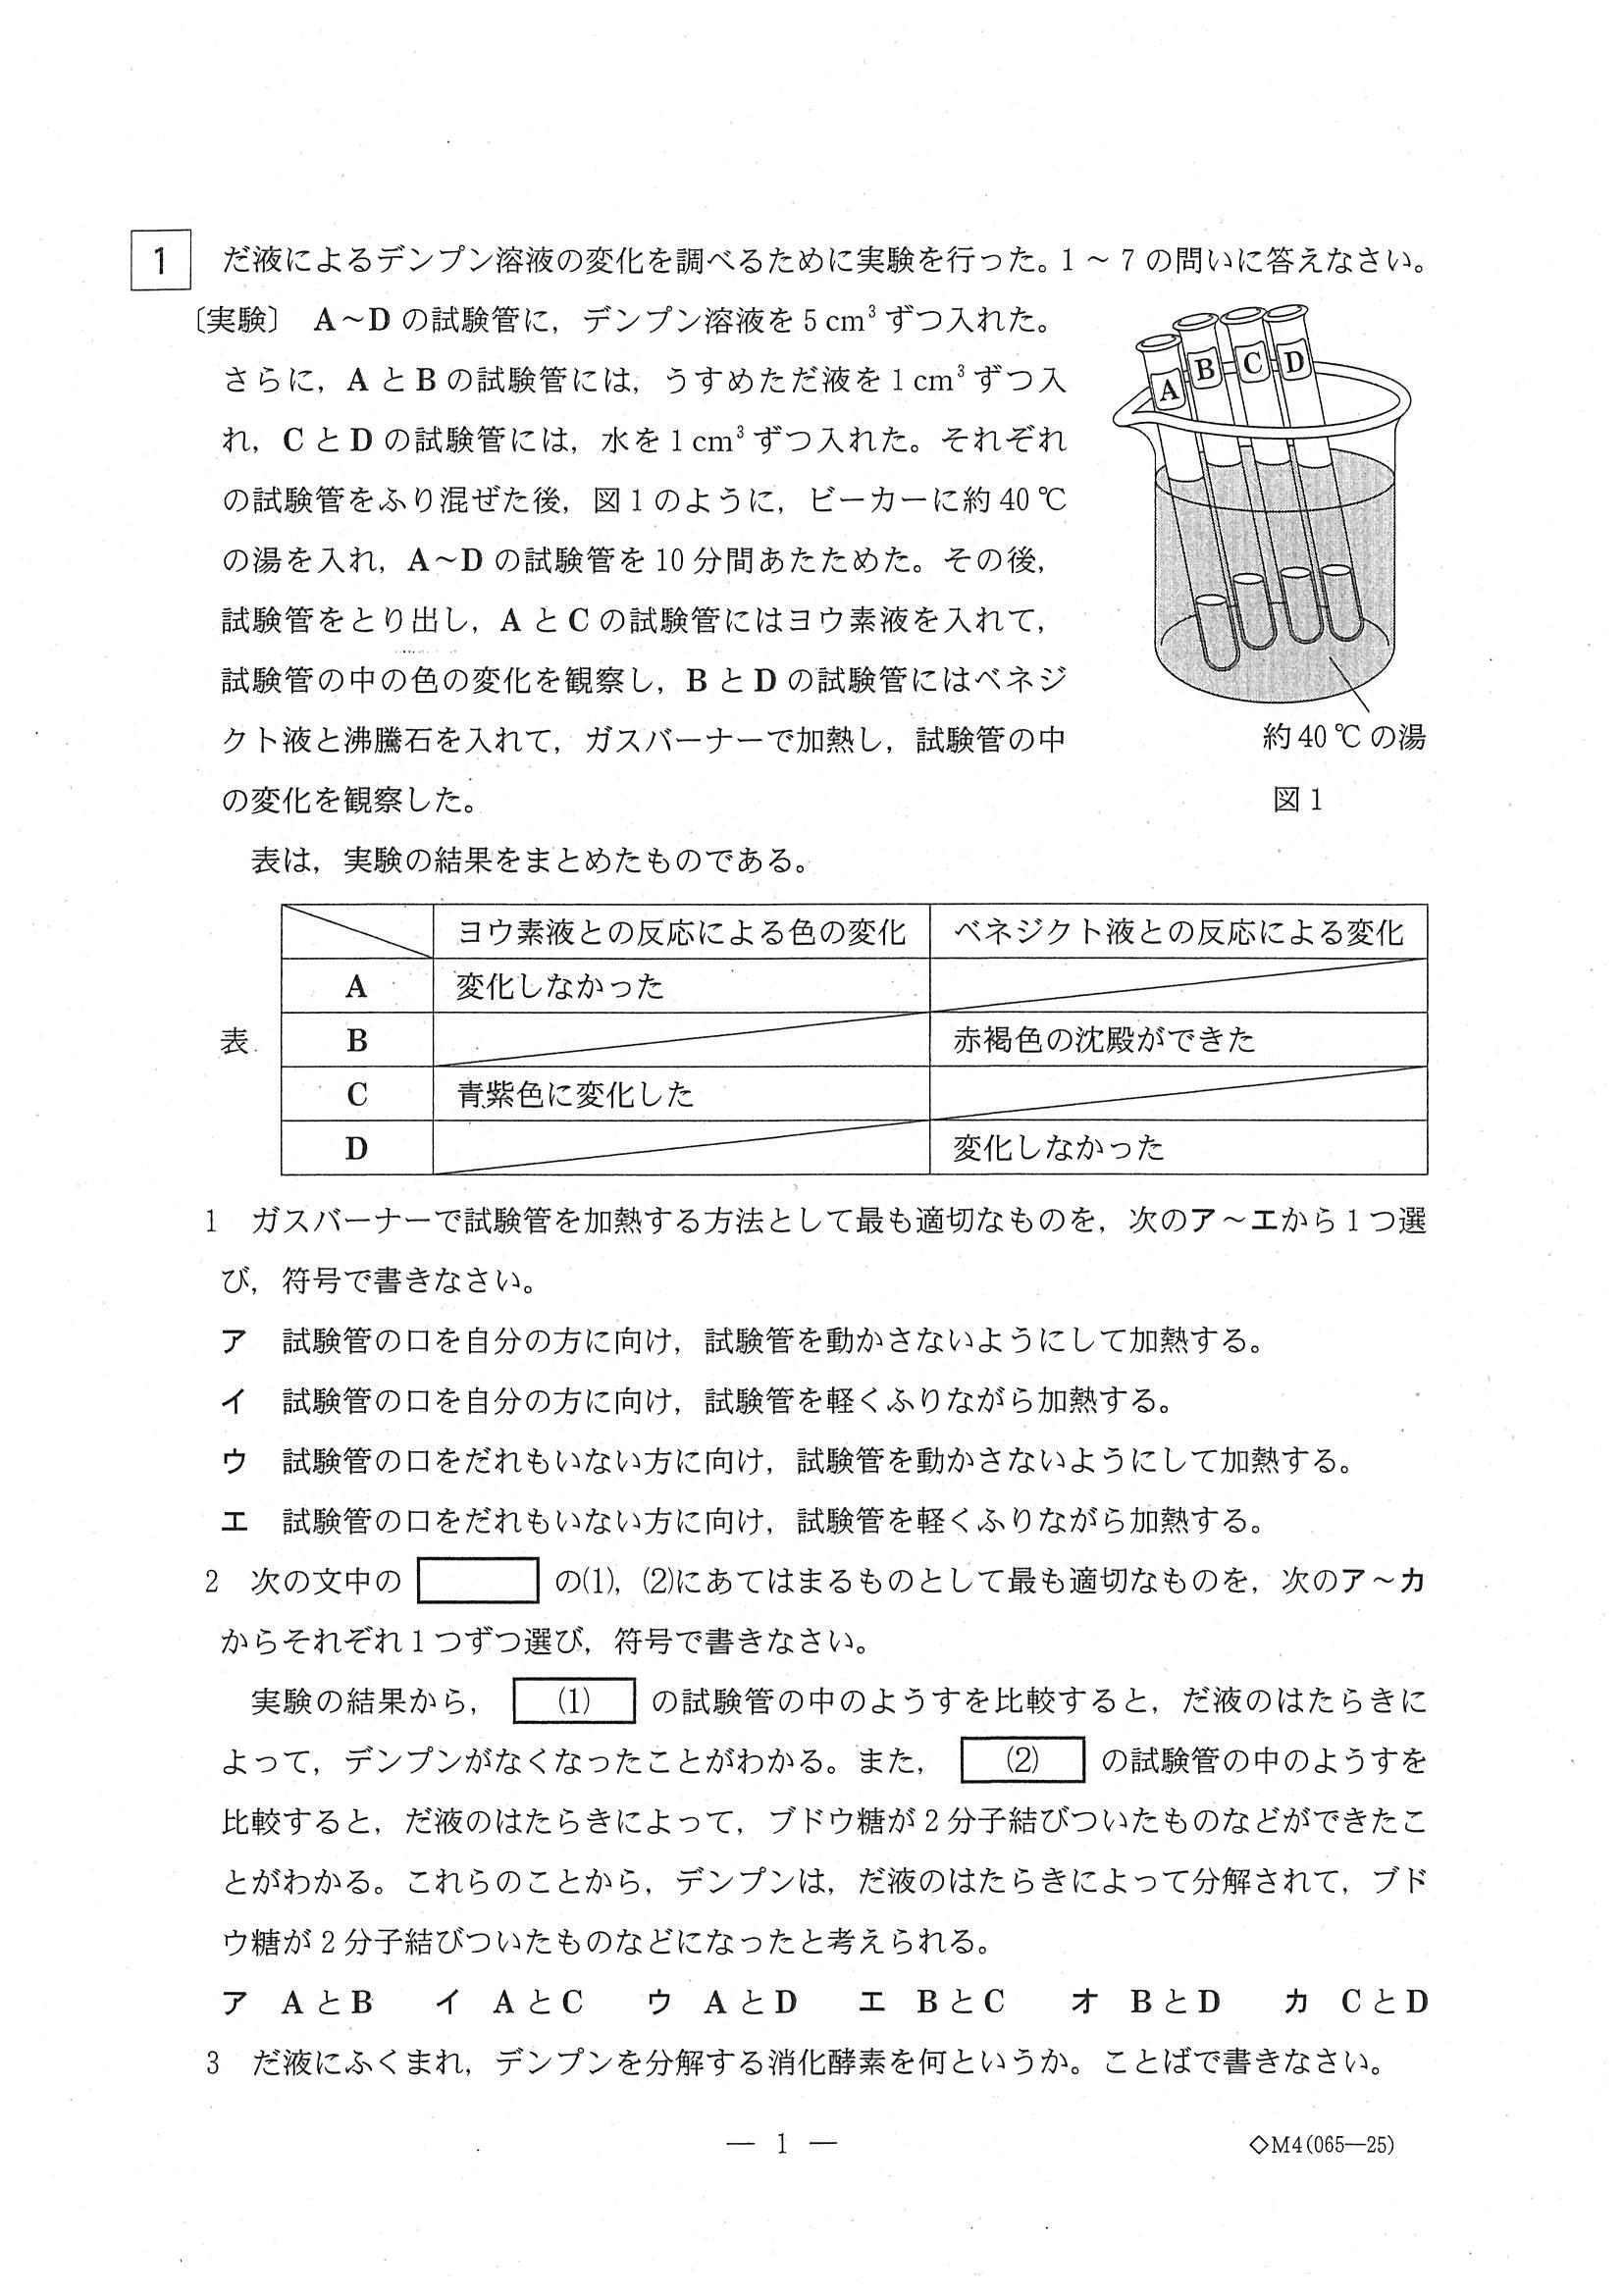 1 だ液によるデンプン溶液の変化を調べるために実験を行った。1～7の問いに答えなさい。
〔実験〕 A～Dの試験管に，デンプン溶液を5cm³ずつ入れた。
さらに，AとBの試験管には，うすめただ液を1cm³ずつ入
れ，CとDの試験管には，水を1cm³ずつ入れた。それぞれ
の試験管をふり混ぜた後，図1のように，ビーカーに約40℃
の湯を入れ，A～Dの試験管を10分間あたためた。その後，
試験管をとり出し，AとCの試験管にはヨウ素液を入れて，
試験管の中の色の変化を観察し，BとDの試験管にはベネジ
クト液と沸騰石を入れて，ガスバーナーで加熱し，試験管の中
の変化を観察した。
A B C D
約40℃の湯
図1
表は，実験の結果をまとめたものである。
表
ヨウ素液との反応による色の変化 ベネジクト液との反応による変化
A 変化しなかった
B 赤褐色の沈殿ができた
C 青紫色に変化した
D 変化しなかった
1 ガスバーナーで試験管を加熱する方法として最も適切なものを，次のア～エから1つ選
び，符号で書きなさい。
ア 試験管の口を自分の方に向け，試験管を動かさないようにして加熱する。
イ 試験管の口を自分の方に向け，試験管を軽くふりながら加熱する。
ウ 試験管の口をだれもいない方に向け，試験管を動かさないようにして加熱する。
エ 試験管の口をだれもいない方に向け，試験管を軽くふりながら加熱する。
2 次の文中の の(1)，(2)にあてはまるものとして最も適切なものを，次のア～カ
からそれぞれ1つずつ選び，符号で書きなさい。
実験の結果から， (1) の試験管の中のようすを比較すると，だ液のはたらきに
よって，デンプンがなくなったことがわかる。また， (2) の試験管の中のようすを
比較すると，だ液のはたらきによって，ブドウ糖が2分子結びついたものなどができたこ
とがわかる。これらのことから，デンプンは，だ液のはたらきによって分解されて，ブド
ウ糖が2分子結びついたものなどになったと考えられる。
ア AとB イ AとC ウ AとD エ BとC オ BとD カ CとD
3 だ液にふくまれ，デンプンを分解する消化酵素を何というか。ことばで書きなさい。
— 1 —
◇M4(065—25)